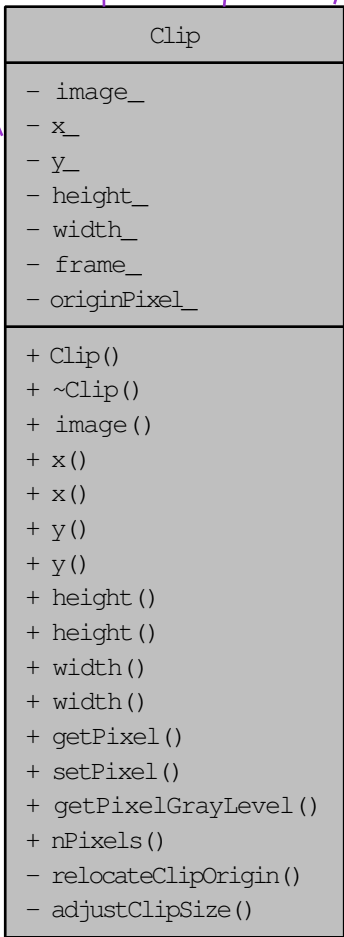 Clip
- image_
- x_
- y_
- height_
- width_
- frame_
- originPixel_
+ Clip()
+ ~Clip()
+ image()
+ x()
+ x()
+ y()
+ y()
+ height()
+ height()
+ width()
+ width()
+ getPixel()
+ setPixel()
+ getPixelGrayLevel()
+ nPixels()
- relocateClipOrigin()
- adjustClipSize()